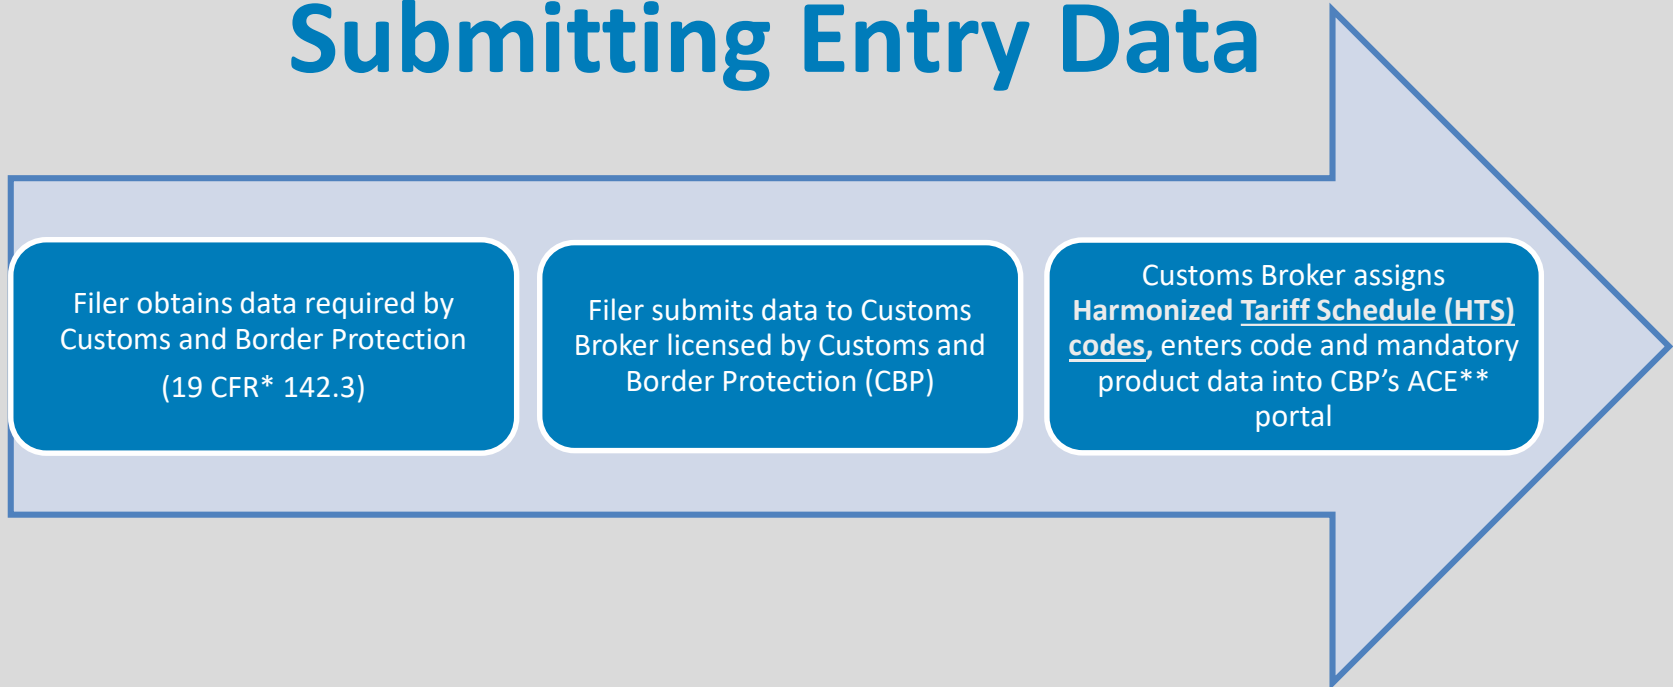 Submitting Entry Data
Filer obtains data required by
Customs and Border Protection
(19 CFR* 142.3)
Filer submits data to Customs
Broker licensed by Customs and
Border Protection (CBP)
Customs Broker assigns
Harmonized Tariff Schedule (HTS)
codes, enters code and mandatory
product data into CBP’s ACE**
portal